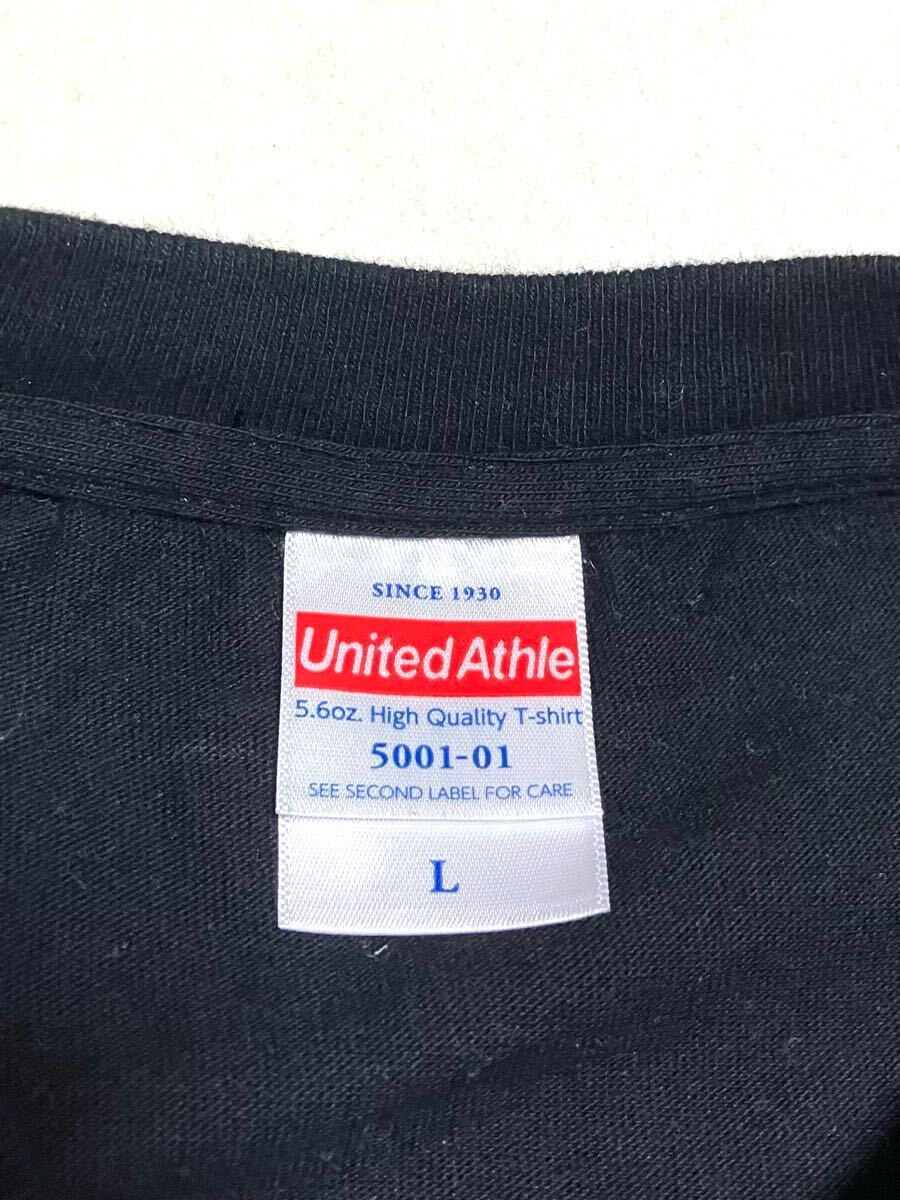 SINCE 1930
United Athle
5.6oz. High Quality T-shirt
5001-01
SEE SECOND LABEL FOR CARE
L